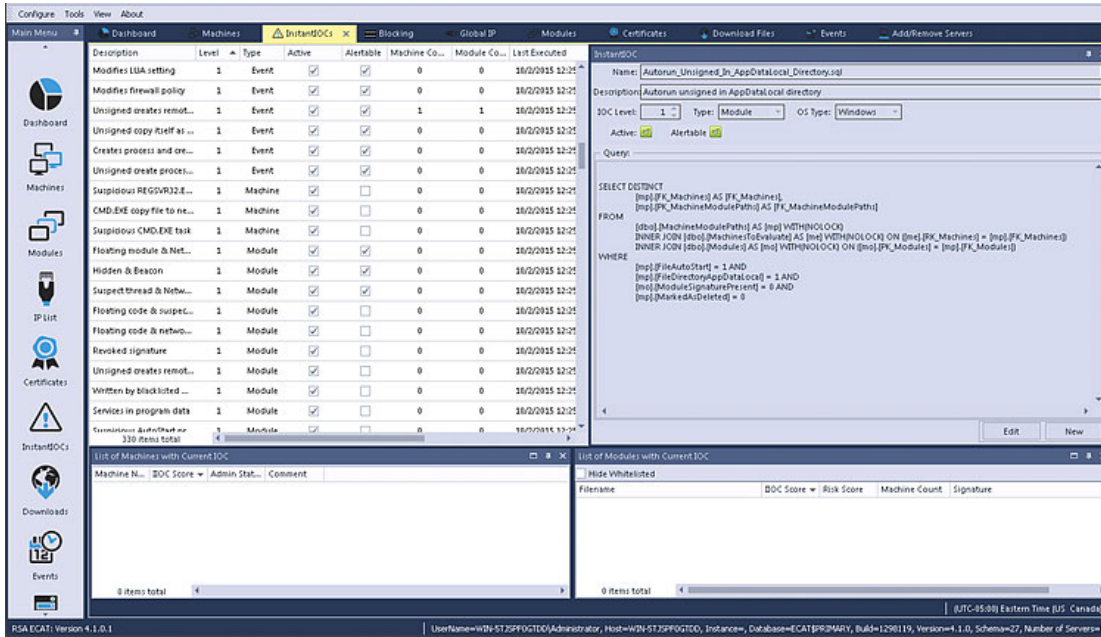 Configure Tools View About
Main Menu
Dashboard Machines InstantIOCs × Blocking Global IP Modules Certificates Download Files Events Add/Remove Servers
Dashboard
Machines
Modules
IP List
Certificates
InstantIOCs
Downloads
Events
Description Level Type Active Alertable Machine Co... Module Co... Last Executed
Modifies LUA setting 1 Event 0 0 10/2/2015 12:25
Modifies firewall policy 1 Event 0 0 10/2/2015 12:25
Unsigned creates remot... 1 Event 1 1 10/2/2015 12:25
Unsigned copy itself as ... 1 Event 0 0 10/2/2015 12:25
Creates process and cre... 1 Event 0 0 10/2/2015 12:25
Unsigned create proces... 1 Event 0 0 10/2/2015 12:25
Suspicious REGSVR32.E... 1 Machine 0 0 10/2/2015 12:25
CMD.EXE copy file to ne... 1 Machine 0 0 10/2/2015 12:25
Suspicious CMD.EXE task 1 Machine 0 0 10/2/2015 12:25
Floating module & Net... 1 Module 0 0 10/2/2015 12:25
Hidden & Beacon 1 Module 0 0 10/2/2015 12:25
Suspect thread & Netw... 1 Module 0 0 10/2/2015 12:25
Floating code & suspec... 1 Module 0 0 10/2/2015 12:25
Floating code & netwo... 1 Module 0 0 10/2/2015 12:25
Revoked signature 1 Module 0 0 10/2/2015 12:25
Unsigned creates remot... 1 Module 0 0 10/2/2015 12:25
Written by blacklisted ... 1 Module 0 0 10/2/2015 12:25
Services in program data 1 Module 0 0 10/2/2015 12:25
Suspicious AutoStart 1 Module 0 0 10/2/2015 12:25
330 items total
InstantIOC
Name: Autorun_Unsigned_In_AppDataLocal_Directory.sql
Description: Autorun unsigned in AppDataLocal directory
IOC Level: 1 Type: Module OS Type: Windows
Active: Alertable
Query:
SELECT DISTINCT
[mp].[FK_Machines] AS [FK_Machines],
[mp].[PK_MachineModulePaths] AS [FK_MachineModulePaths]
FROM
[dbo].[MachineModulePaths] AS [mp] WITH(NOLOCK)
INNER JOIN [dbo].[MachinesToEvaluate] AS [me] WITH(NOLOCK) ON ([me].[PK_Machines] = [mp].[FK_Machines])
INNER JOIN [dbo].[Modules] AS [mo] WITH(NOLOCK) ON ([mo].[PK_Modules] = [mp].[FK_Modules])
WHERE
[mp].[FileAutoStart] = 1 AND
[mp].[FileDirectoryAppDataLocal] = 1 AND
[mo].[ModuleSignaturePresent] = 0 AND
[mp].[MarkedAsDeleted] = 0
Edit New
List of Machines with Current IOC
Machine N... IOC Score Admin Stat... Comment
0 items total
List of Modules with Current IOC
Hide Whitelisted
Filename IOC Score Risk Score Machine Count Signature
0 items total
(UTC-05:00) Eastern Time (US Canada)
RSA ECAT: Version 4.1.0.1
UserName=WIN-5TJSPF0GTDD\Administrator, Host=WIN-5TJSPF0GTDD, Instance=, Database=ECAT$PRIMARY, Build=1298119, Version=4.1.0, Schema=27, Number of Servers=